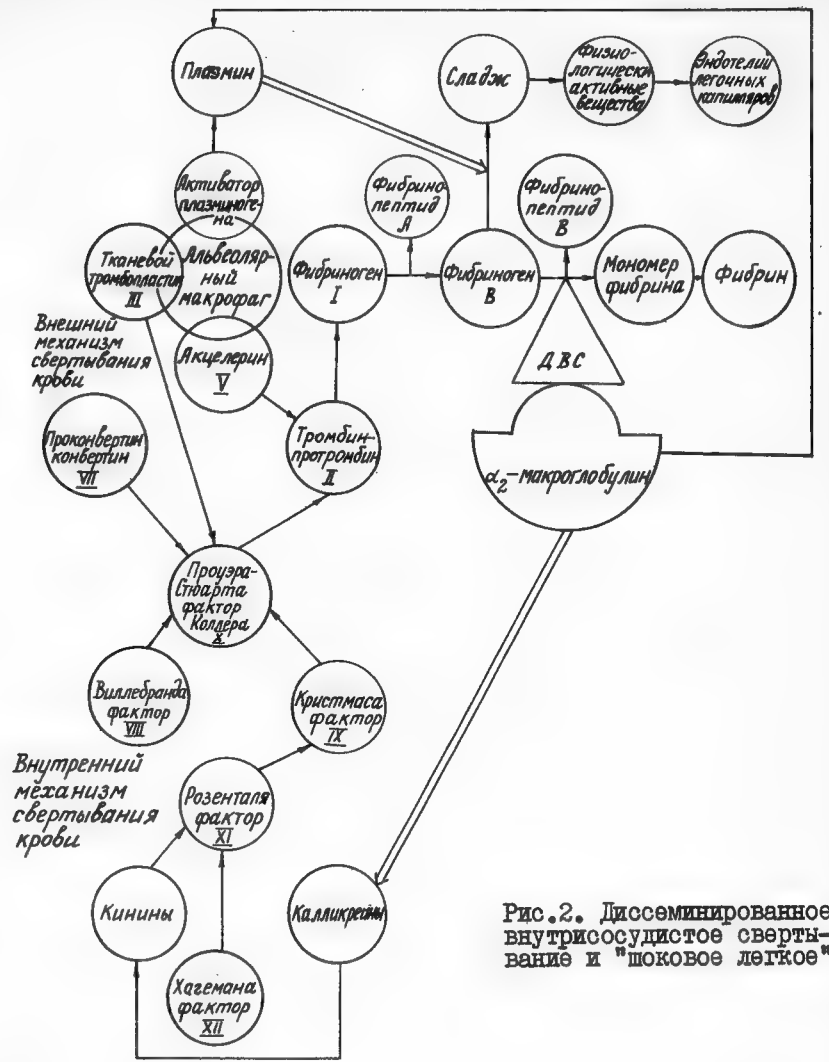 Плазмин
Сладж
Физио-
логически
активные
вещества
Эндотелий
легочных
капилляров
Активатор
плазминоге-
на
Фибрино-
пептид
А
Фибрино-
пептид
В
Тканевой
тромбопластин
III
Альвеоляр-
ный
макрофаг
Фибриноген
I
Фибриноген
В
Мономер
фибрина
Фибрин
Внешний
механизм
свертывания
крови
Акцелерин
V
ДВС
Проконвертин
конвертин
VII
Тромбин-
протромбин
II
α₂-макроглобулин
Проуэра-
Стюарта
фактор
Коллера
X
Виллебранда
фактор
VIII
Кристмаса
фактор
IX
Внутренний
механизм
свертывания
крови
Розенталя
фактор
XI
Кинины
Калликреины
Хагемана
фактор
XII
Рис.2. Диссеминированное
внутрисосудистое сверты-
вание и "шоковое легкое"